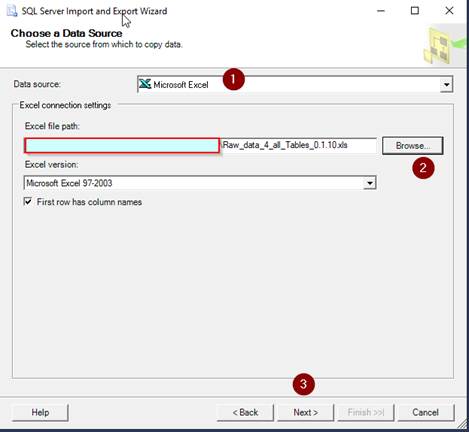 SQL Server Import and Export Wizard
Choose a Data Source
Select the source from which to copy data.
Data source: Microsoft Excel 1
Excel connection settings
Excel file path:
\Raw_data_4_all_Tables_0.1.10.xls Browse...
Excel version: 2
Microsoft Excel 97-2003
First row has column names
3
Help < Back Next > Finish >>| Cancel